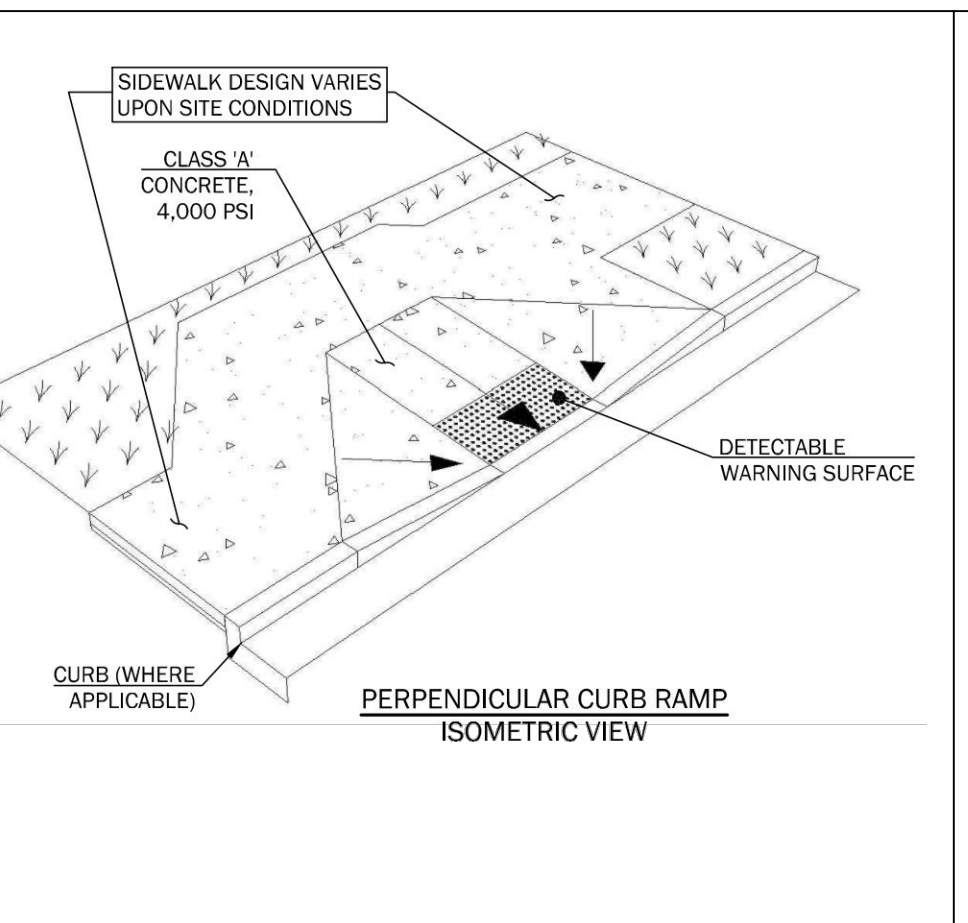 SIDEWALK DESIGN VARIES
UPON SITE CONDITIONS
CLASS 'A'
CONCRETE,
4,000 PSI
DETECTABLE
WARNING SURFACE
CURB (WHERE
APPLICABLE)
PERPENDICULAR CURB RAMP
ISOMETRIC VIEW